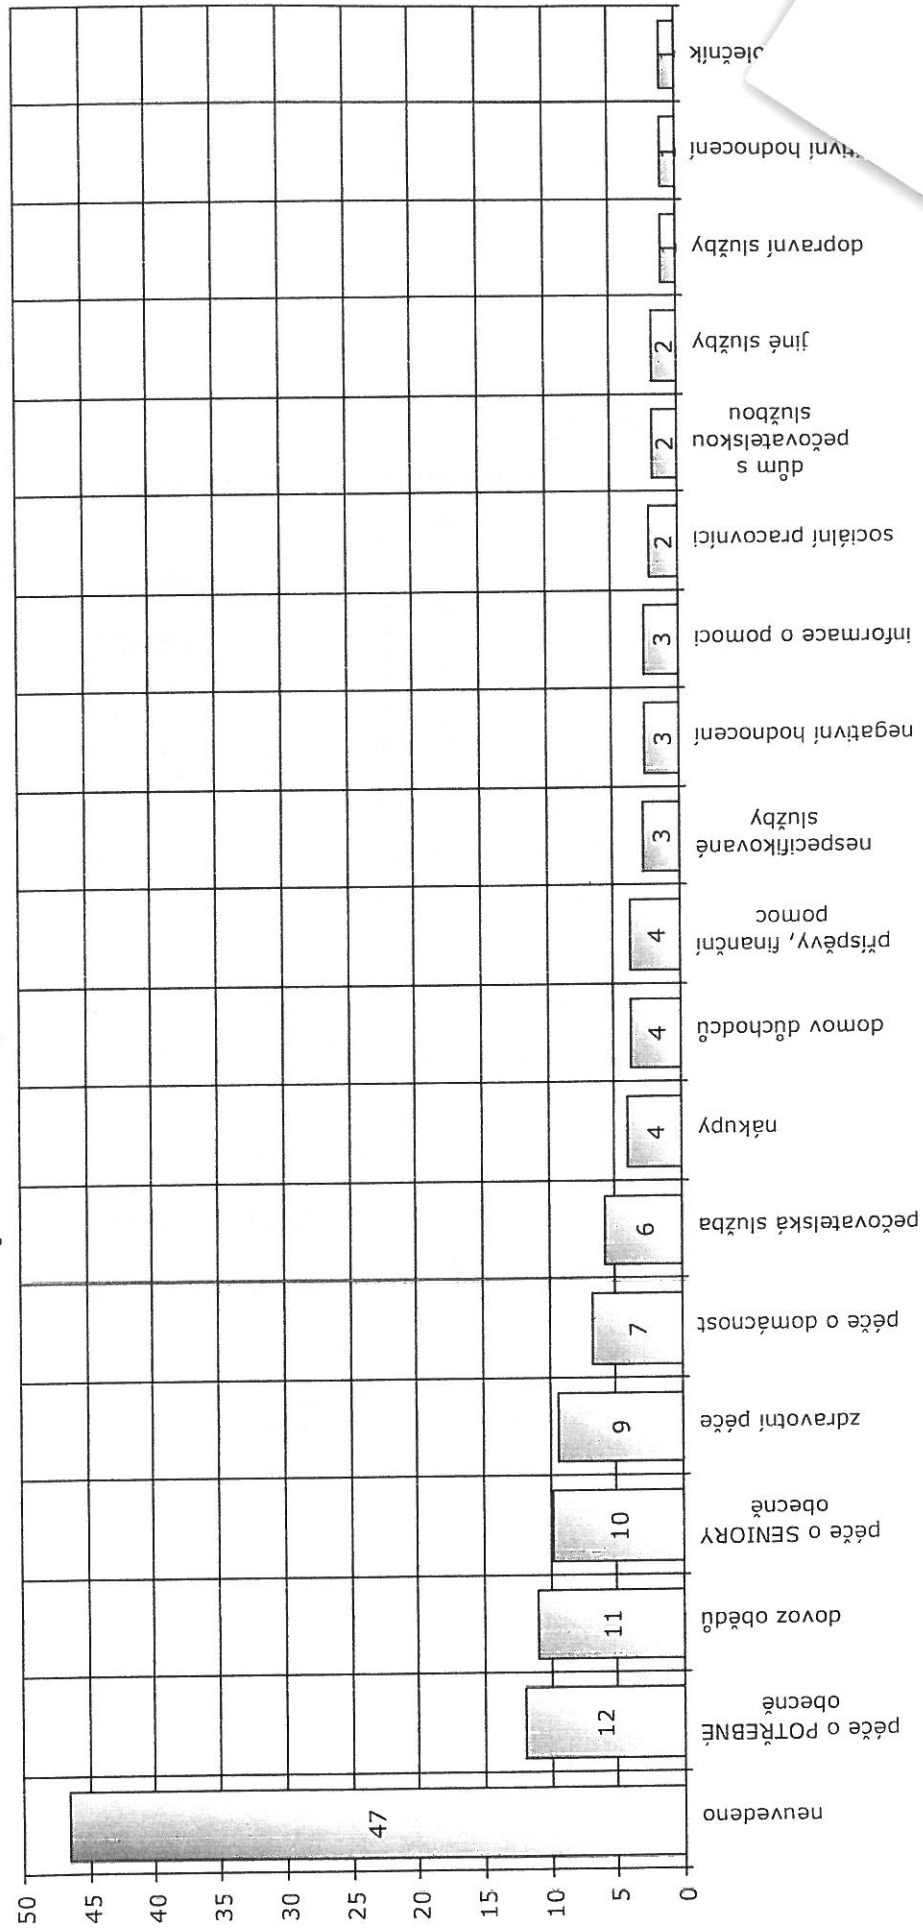 50
45
40
35
30
25
20
15
10
5
0
47
12
11
10
9
7
6
4
4
4
3
3
3
2
2
2
1
1
1
neuvedeno
péče o POTŘEBNÉ
obecně
dovoz obědů
péče o SENIORY
obecně
zdravotní péče
péče o domácnost
pečovatelská služba
nákupy
domov důchodců
příspěvy, finanční
pomoc
nespecifikované
služby
negativní hodnocení
informace o pomoci
sociální pracovníci
dům s
pečovatelskou
službou
jiné služby
dopravní služby
hodnocení